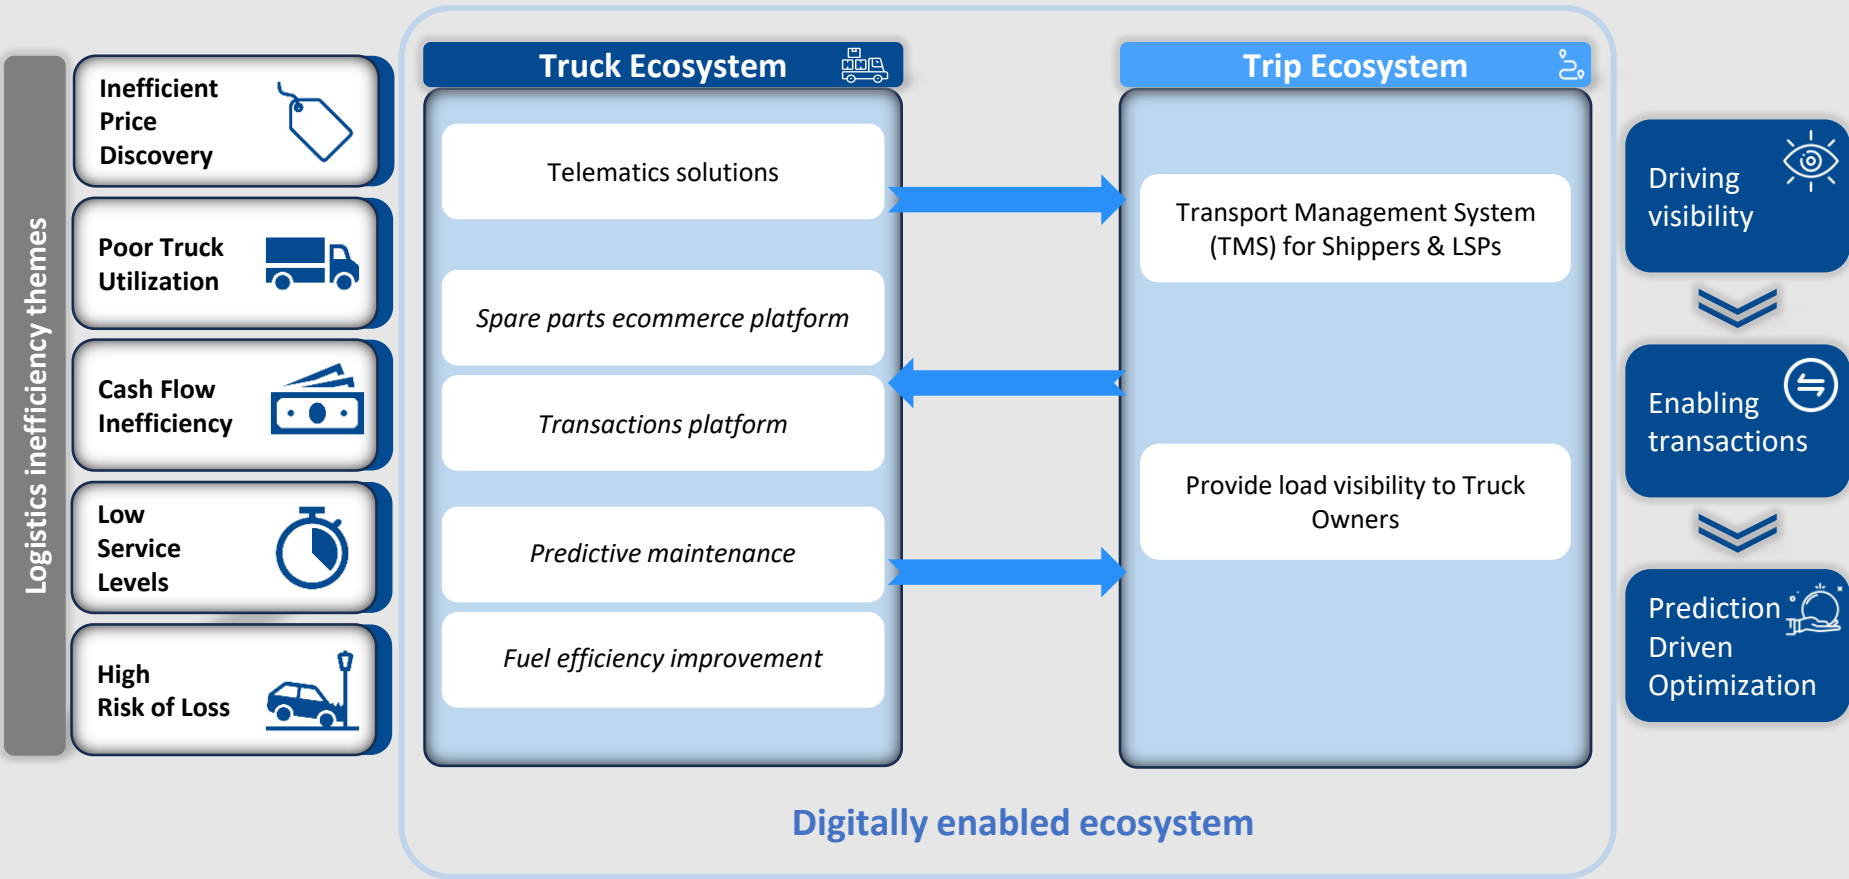 Logistics inefficiency themes
Inefficient
Price
Discovery
Poor Truck
Utilization
Cash Flow
Inefficiency
Low
Service
Levels
High
Risk of Loss
Truck Ecosystem
Telematics solutions
Spare parts ecommerce platform
Transactions platform
Predictive maintenance
Fuel efficiency improvement
Trip Ecosystem
Transport Management System
(TMS) for Shippers & LSPs
Provide load visibility to Truck
Owners
Digitally enabled ecosystem
Driving
visibility
Enabling
transactions
Prediction
Driven
Optimization